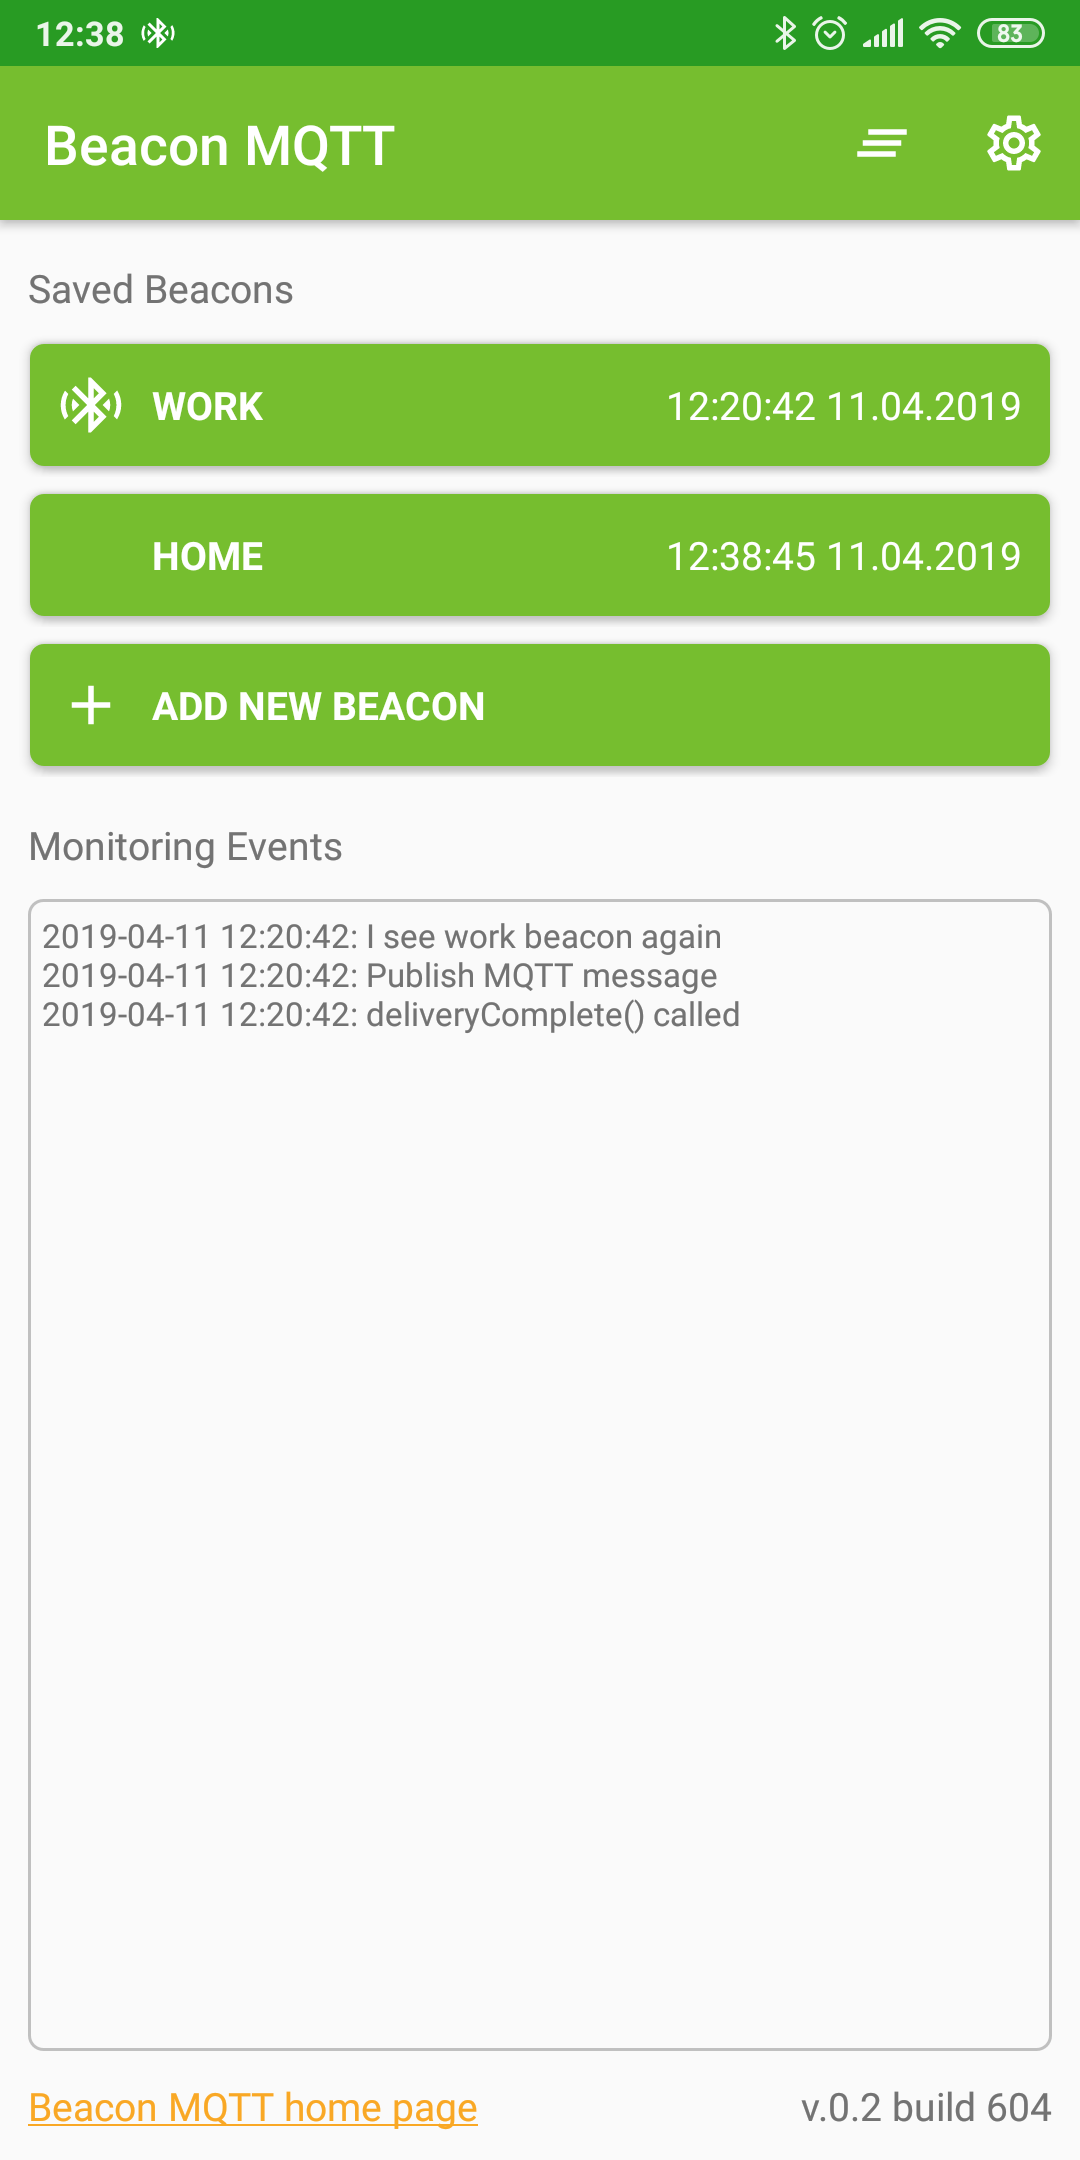 12:38
83
Beacon MQTT
Saved Beacons
WORK 12:20:42 11.04.2019
HOME 12:38:45 11.04.2019
ADD NEW BEACON
Monitoring Events
2019-04-11 12:20:42: I see work beacon again
2019-04-11 12:20:42: Publish MQTT message
2019-04-11 12:20:42: deliveryComplete() called
Beacon MQTT home page v.0.2 build 604